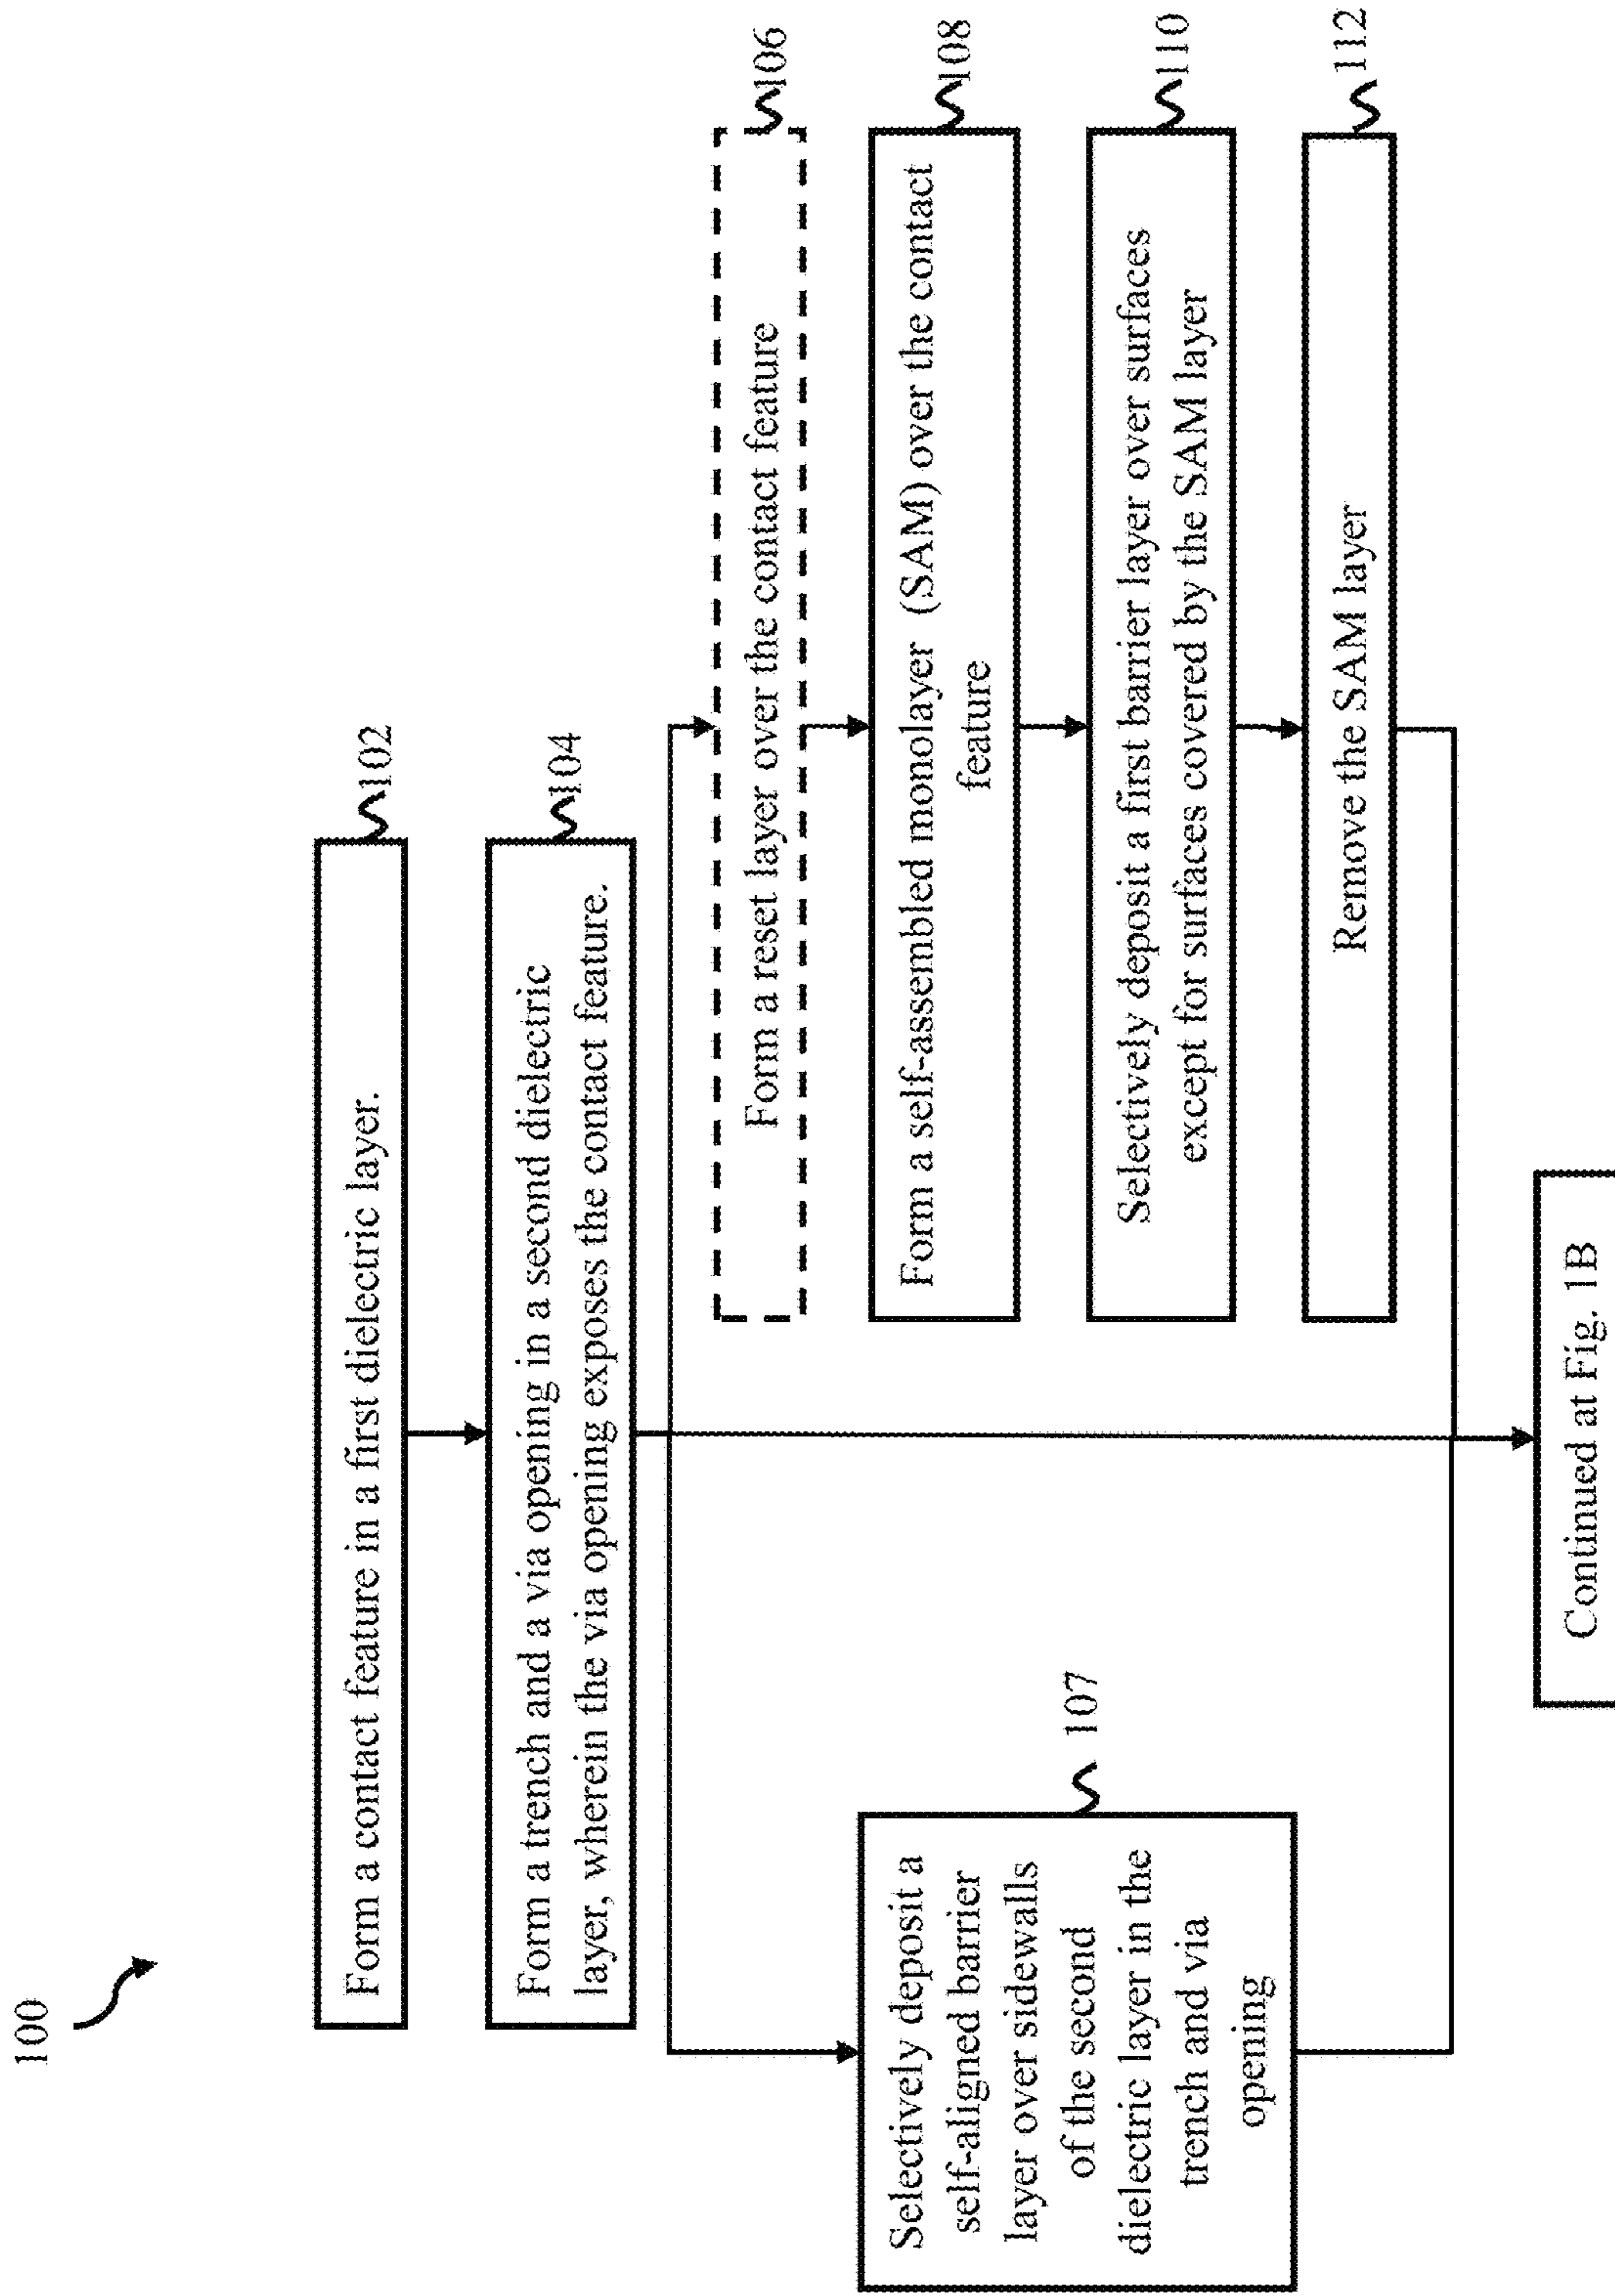 100
Form a contact feature in a first dielectric layer.
102
Form a trench and a via opening in a second dielectric
layer, wherein the via opening exposes the contact feature.
104
Selectively deposit a
self-aligned barrier
layer over sidewalls
of the second
dielectric layer in the
trench and via
opening
107
Form a reset layer over the contact feature
106
Form a self-assembled monolayer (SAM) over the contact
feature
108
Selectively deposit a first barrier layer over surfaces
except for surfaces covered by the SAM layer
110
Remove the SAM layer
112
Continued at Fig. 1B